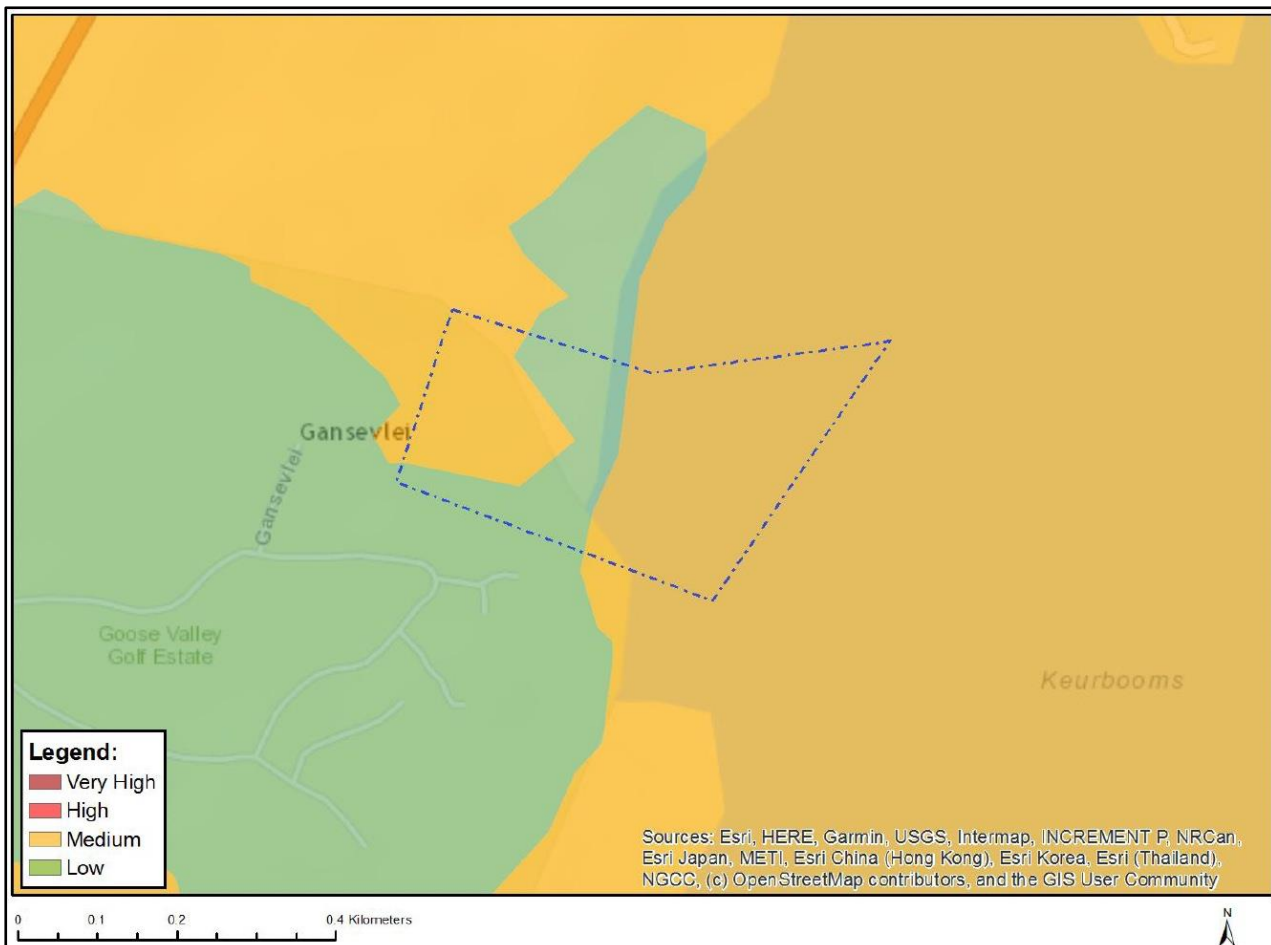 Gansevlei
Gansevlei
Goose Valley
Golf Estate
Keurbooms
Legend:
Very High
High
Medium
Low
Sources: Esri, HERE, Garmin, USGS, Intermap, INCREMENT P, NRCan,
Esri Japan, METI, Esri China (Hong Kong), Esri Korea, Esri (Thailand),
NGCC, (c) OpenStreetMap contributors, and the GIS User Community
0 0.1 0.2 0.4 Kilometers
N